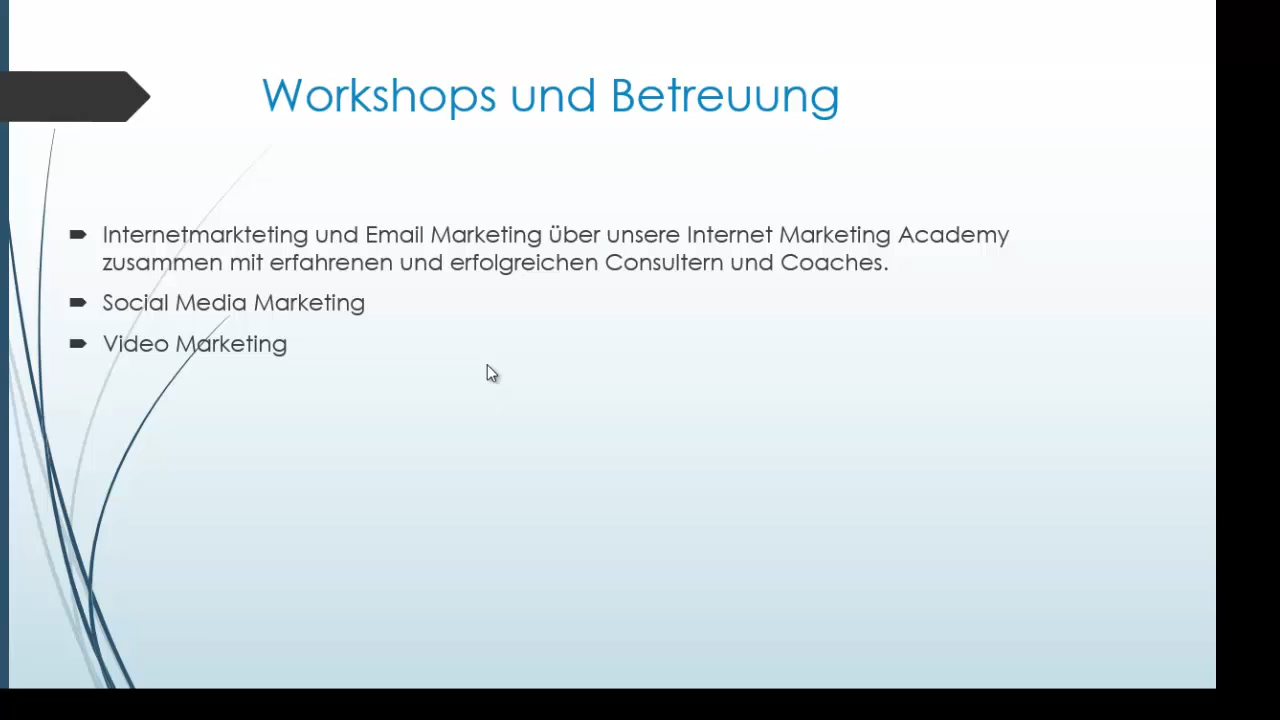 Workshops und Betreuung
Internetmarkteting und Email Marketing über unsere Internet Marketing Academy
zusammen mit erfahrenen und erfolgreichen Consultern und Coaches.
Social Media Marketing
Video Marketing